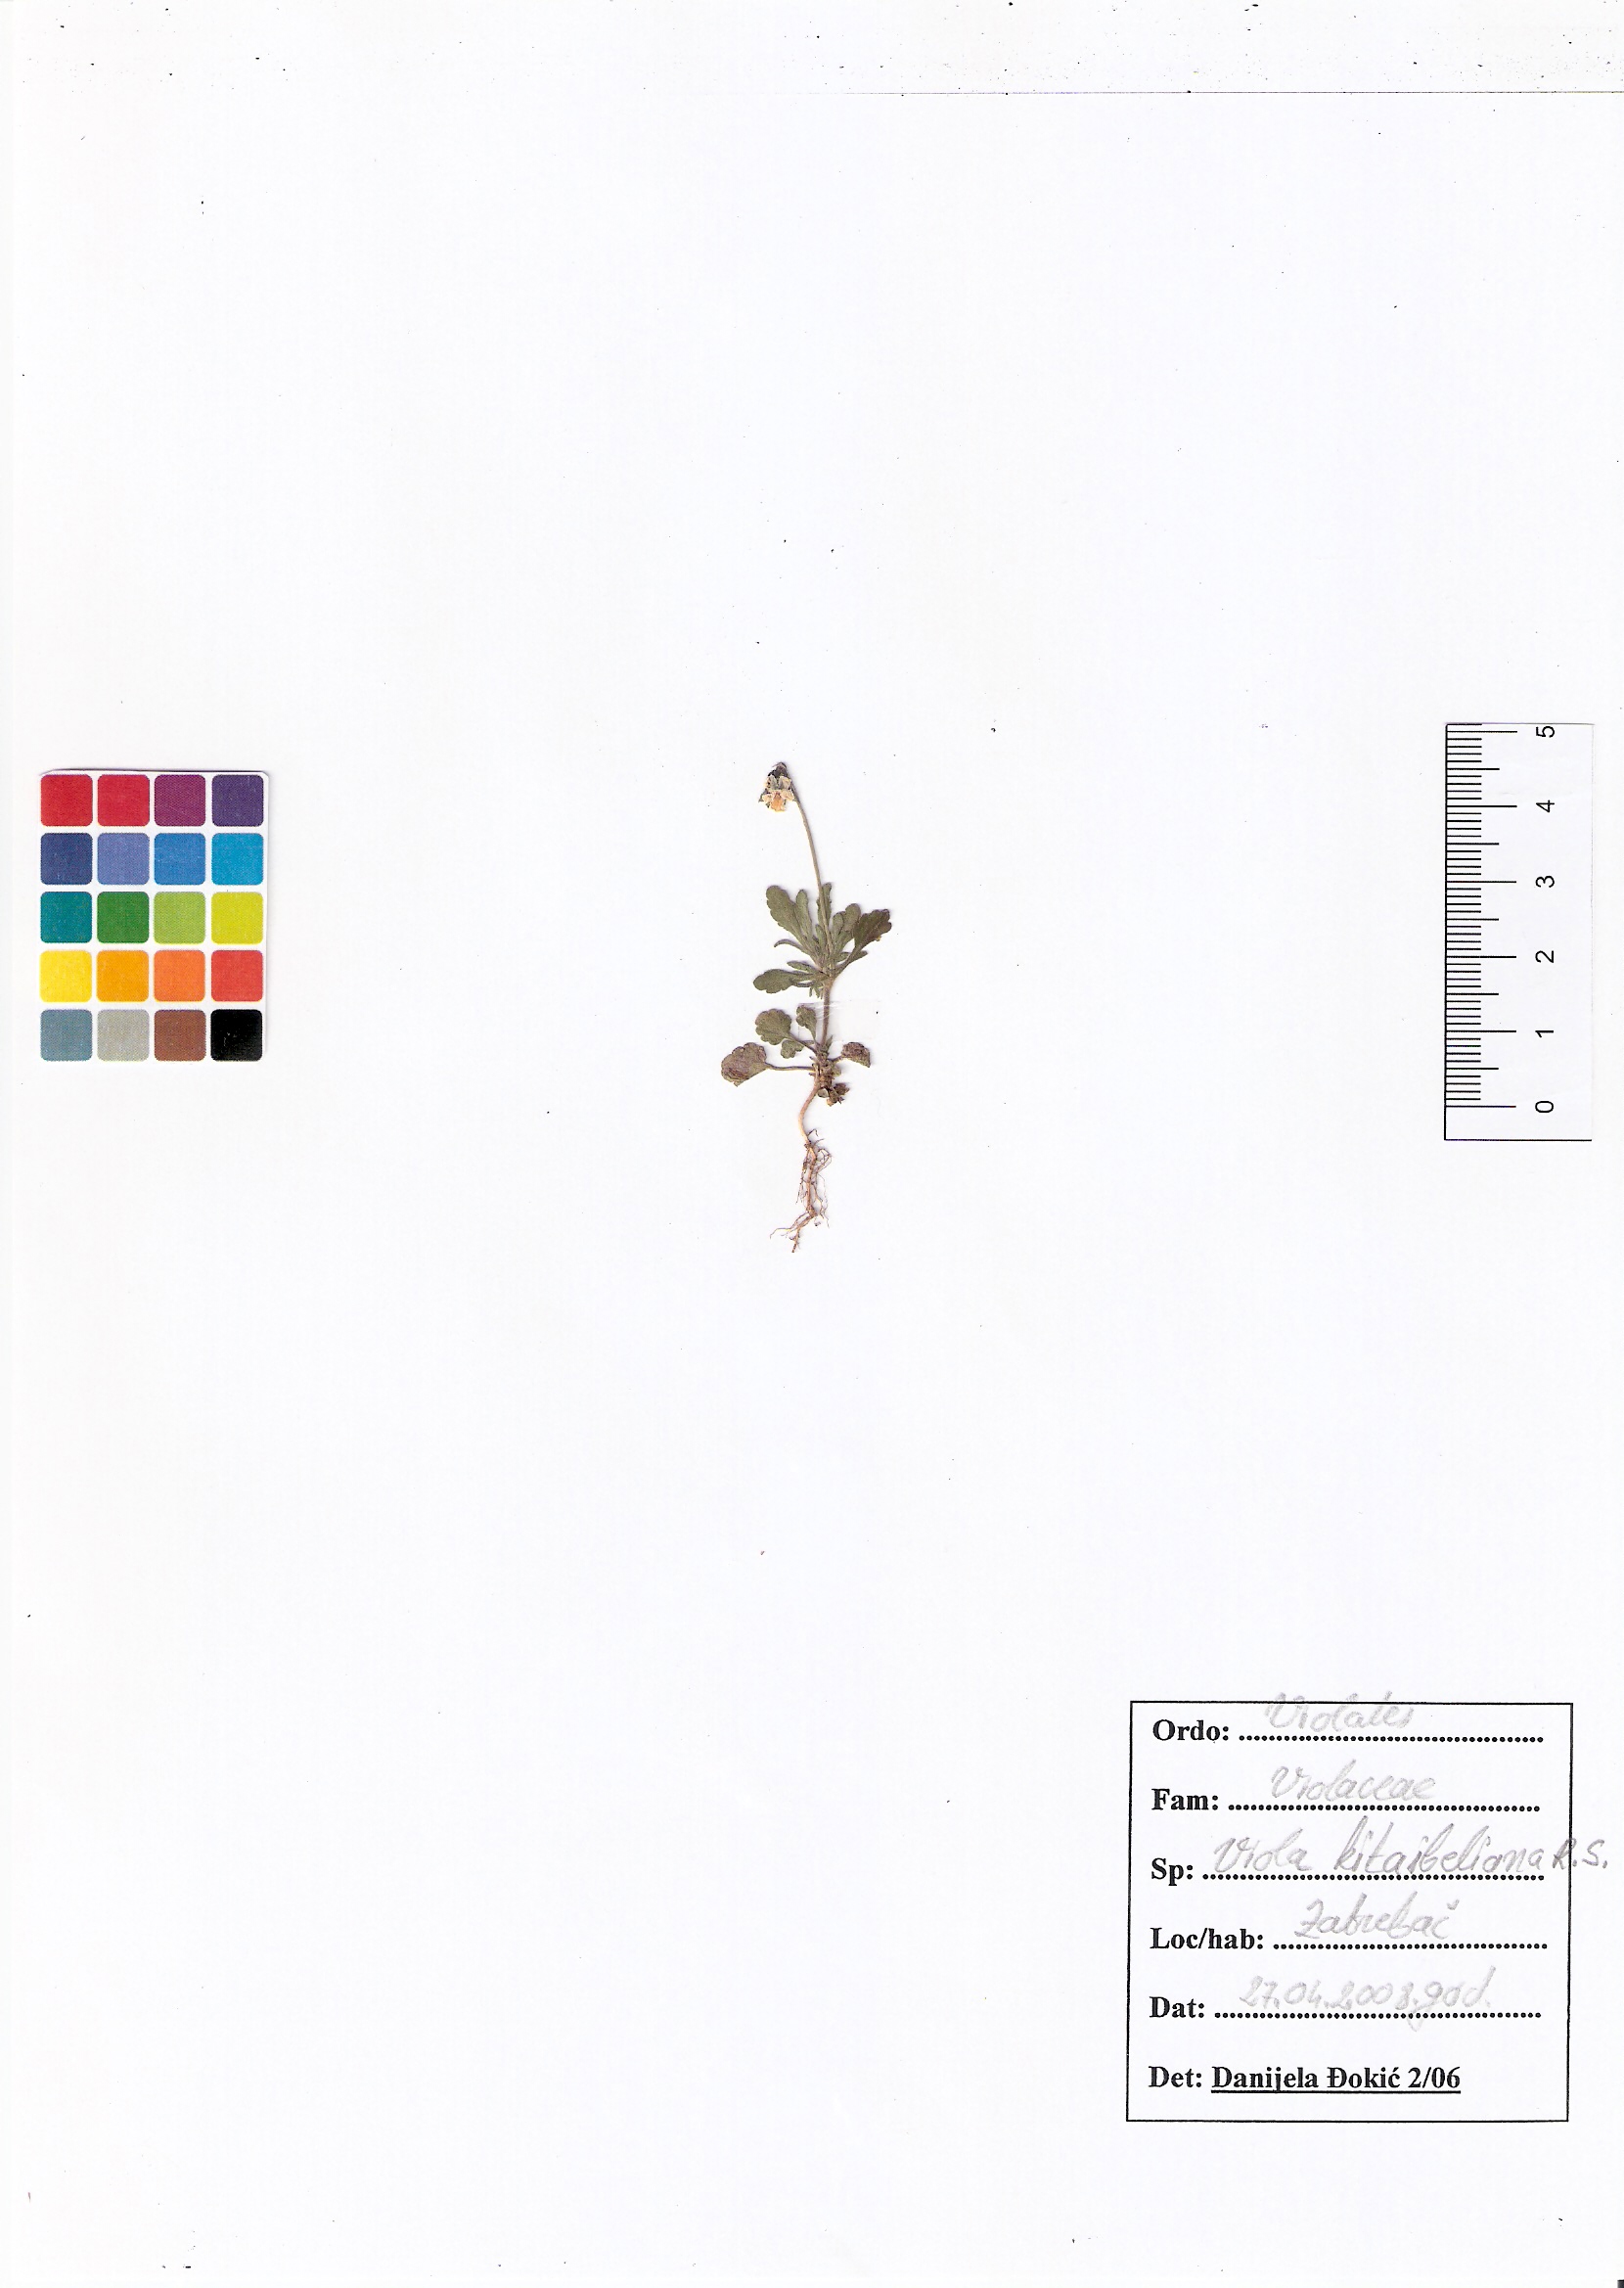 5
4
3
2
1
0
Ordo: Violales
Fam: Violaceae
Sp: Viola kitaibeliana R.S.
Loc/hab: Zabrebač
Dat: 27.04.2008.god.
Det: Danijela Đokić 2/06